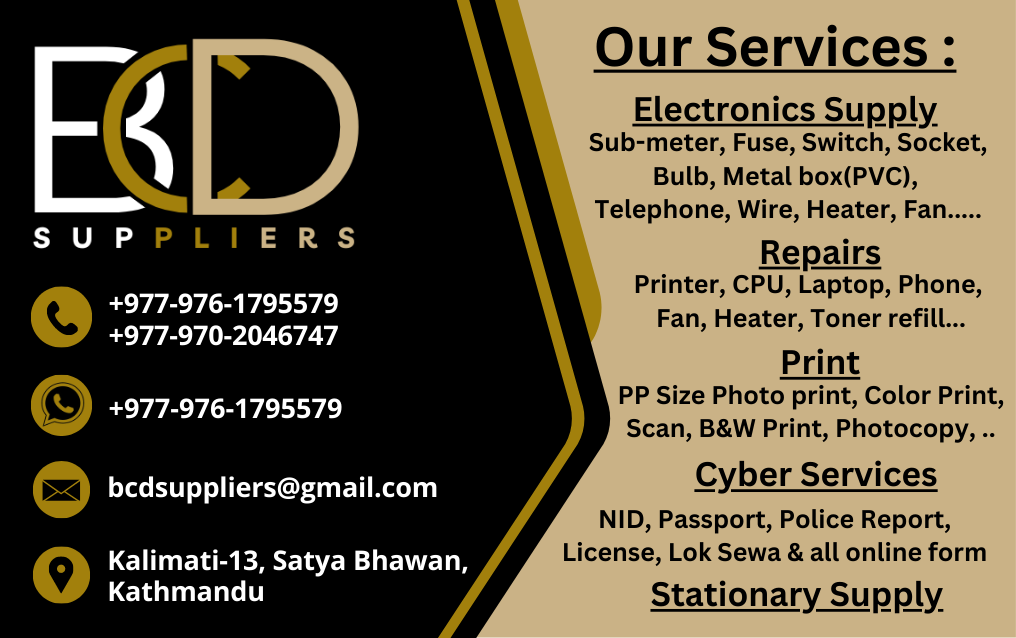 BCD
SUPPLIERS
+977-976-1795579
+977-970-2046747
+977-976-1795579
bcdsuppliers@gmail.com
Kalimati-13, Satya Bhawan,
Kathmandu
Our Services :
Electronics Supply
Sub-meter, Fuse, Switch, Socket,
Bulb, Metal box(PVC),
Telephone, Wire, Heater, Fan.....
Repairs
Printer, CPU, Laptop, Phone,
Fan, Heater, Toner refill...
Print
PP Size Photo print, Color Print,
Scan, B&W Print, Photocopy, ..
Cyber Services
NID, Passport, Police Report,
License, Lok Sewa & all online form
Stationary Supply